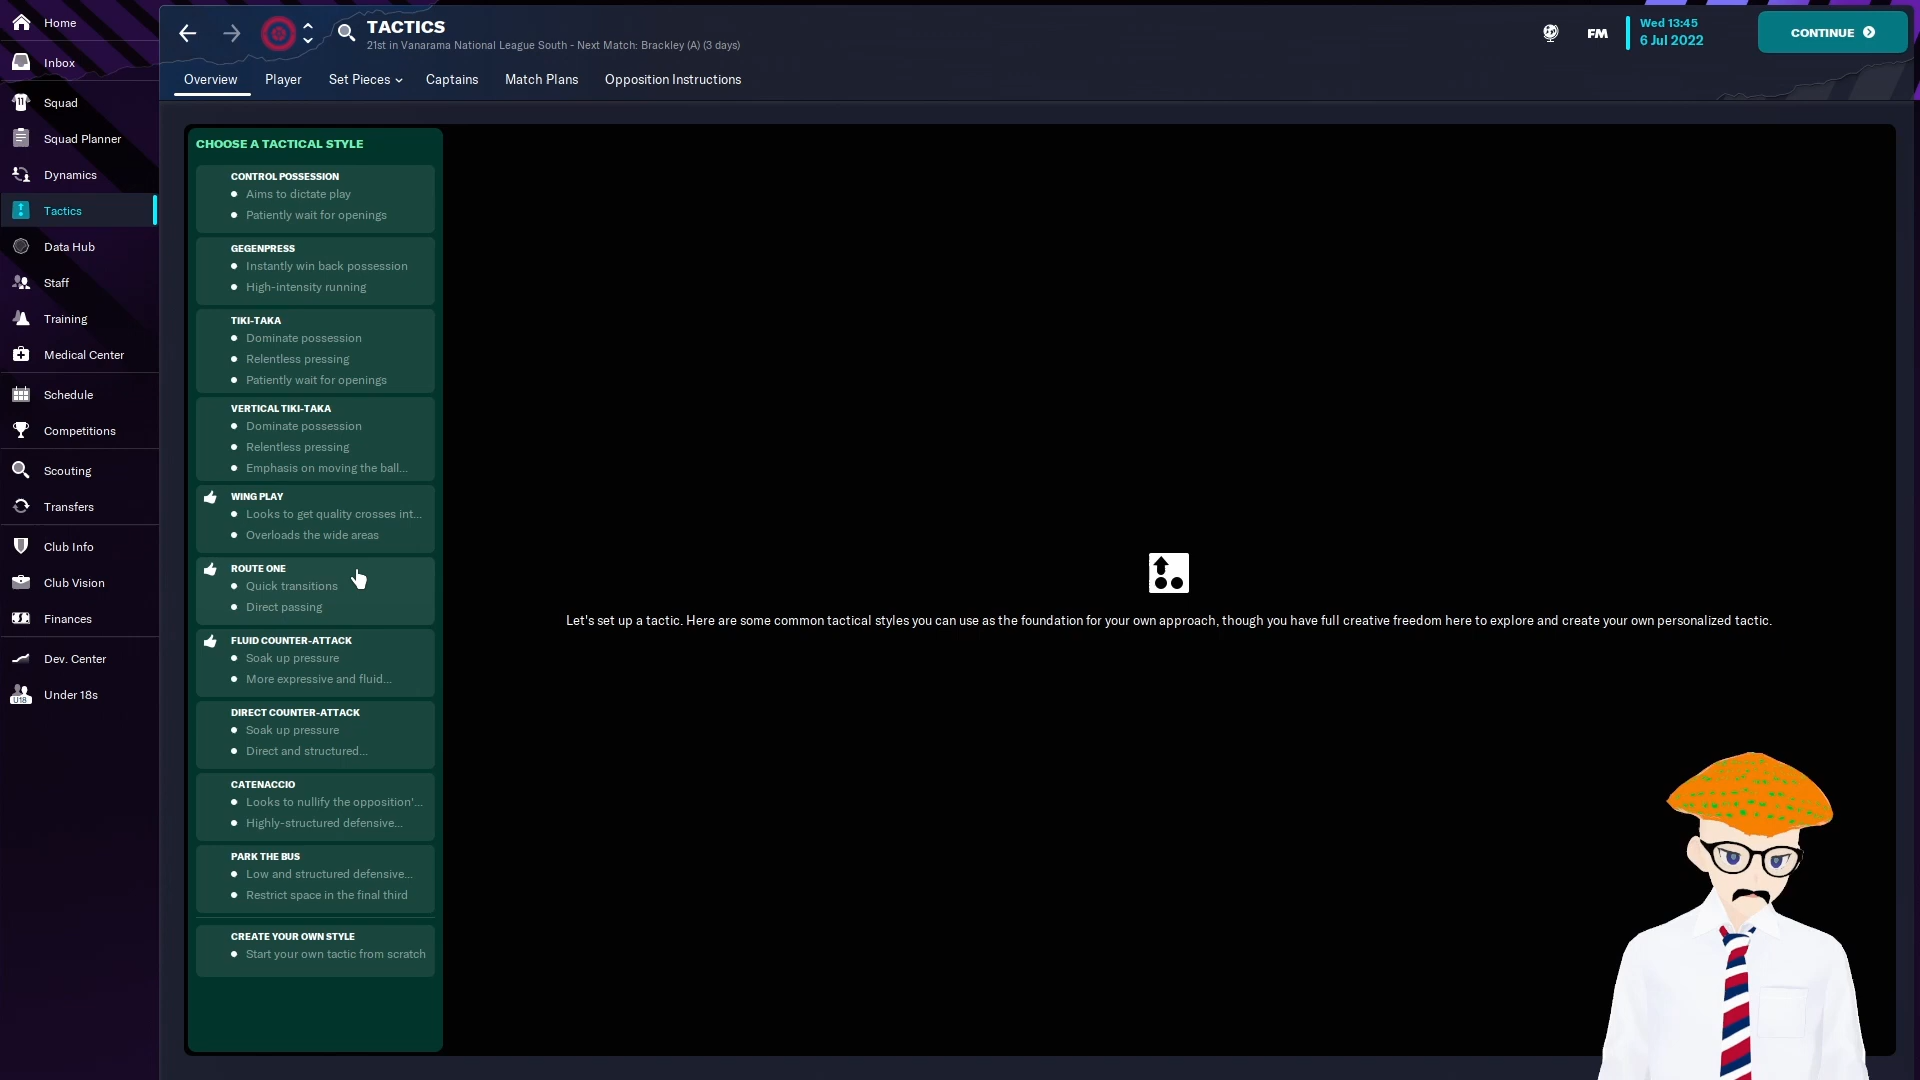 Home
Inbox
Squad
Squad Planner
Dynamics
Tactics
Data Hub
Staff
Training
Medical Center
Schedule
Competitions
Scouting
Transfers
Club Info
Club Vision
Finances
Dev. Center
U18
Under 18s
TACTICS
21st in Vanarama National League South - Next Match: Brackley (A) (3 days)
FM
Wed 13:45
6 Jul 2022
CONTINUE
Overview
Player
Set Pieces
Captains
Match Plans
Opposition Instructions
CHOOSE A TACTICAL STYLE
CONTROL POSSESSION
Aims to dictate play
Patiently wait for openings
GEGENPRESS
Instantly win back possession
High-intensity running
TIKI-TAKA
Dominate possession
Relentless pressing
Patiently wait for openings
VERTICAL TIKI-TAKA
Dominate possession
Relentless pressing
Emphasis on moving the ball...
WING PLAY
Looks to get quality crosses int...
Overloads the wide areas
ROUTE ONE
Quick transitions
Direct passing
FLUID COUNTER-ATTACK
Soak up pressure
More expressive and fluid...
DIRECT COUNTER-ATTACK
Soak up pressure
Direct and structured...
CATENACCIO
Looks to nullify the opposition'...
Highly-structured defensive...
PARK THE BUS
Low and structured defensive...
Restrict space in the final third
CREATE YOUR OWN STYLE
Start your own tactic from scratch
Let's set up a tactic. Here are some common tactical styles you can use as the foundation for your own approach, though you have full creative freedom here to explore and create your own personalized tactic.